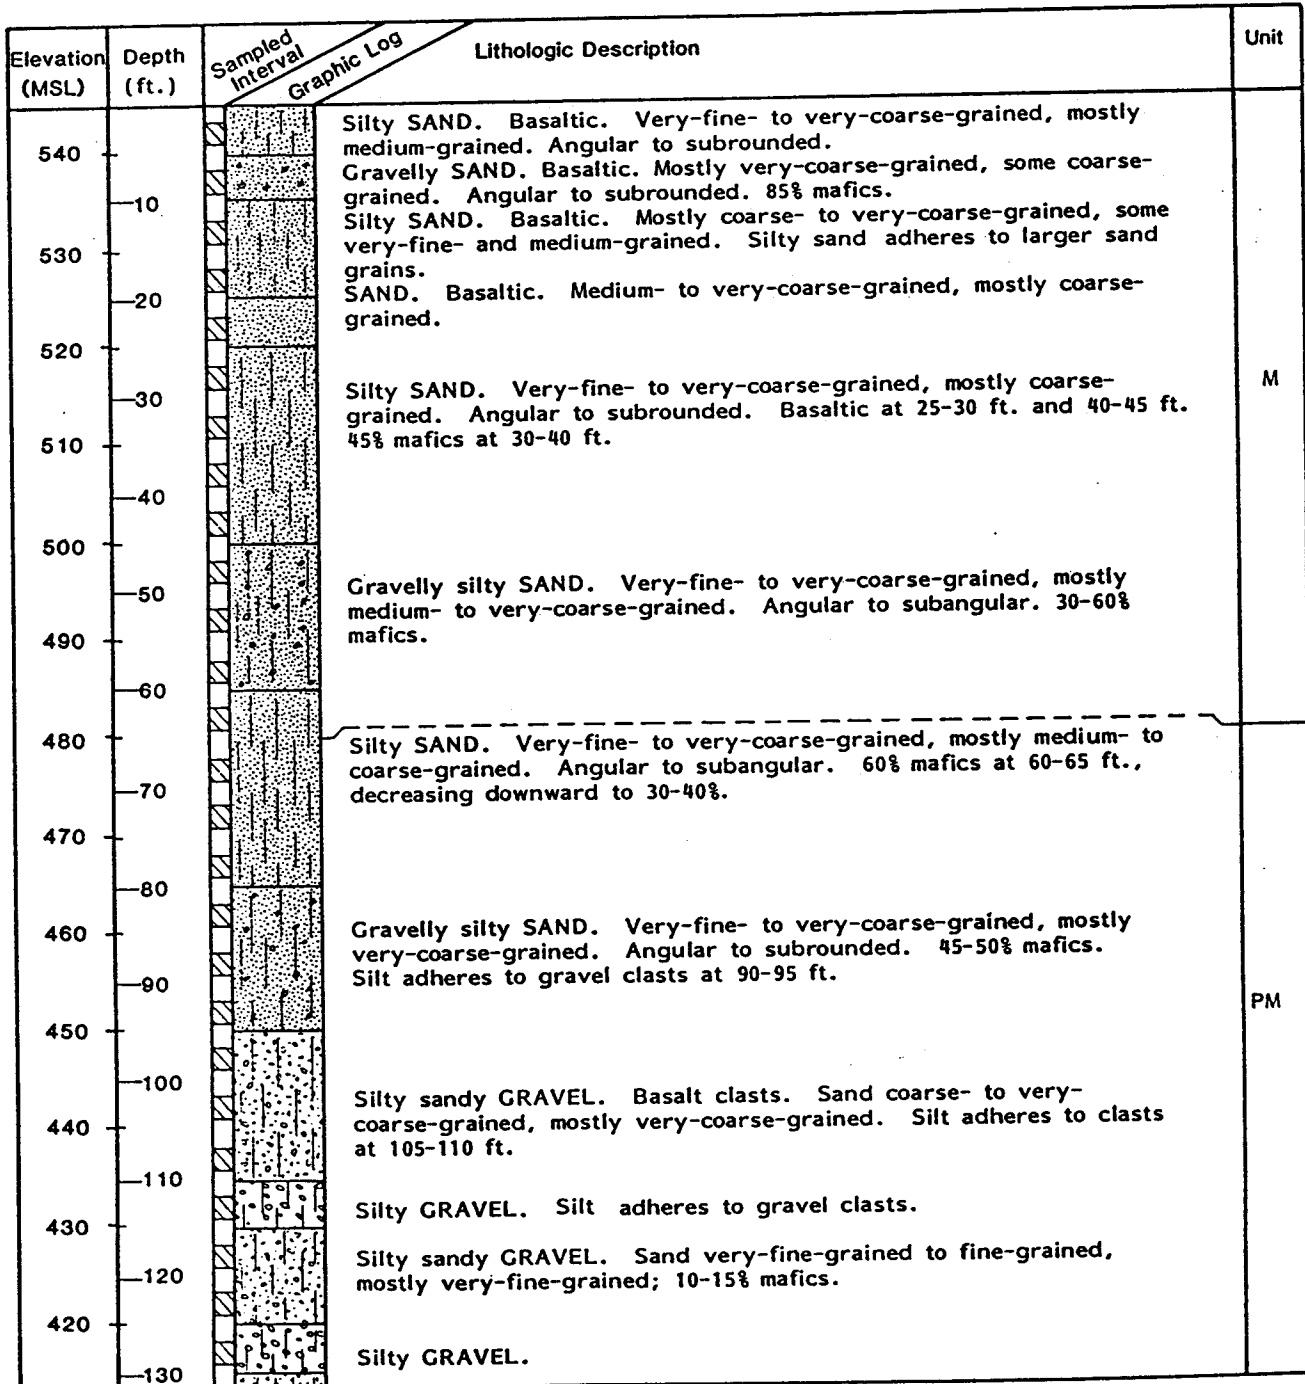 Elevation
(MSL)
Depth
(ft.)
Sampled
Interval
Graphic Log
Lithologic Description
Unit
Silty SAND. Basaltic. Very-fine- to very-coarse-grained, mostly
medium-grained. Angular to subrounded.
540
Gravelly SAND. Basaltic. Mostly very-coarse-grained, some coarse-
grained. Angular to subrounded. 85% mafics.
10
Silty SAND. Basaltic. Mostly coarse- to very-coarse-grained, some
very-fine- and medium-grained. Silty sand adheres to larger sand
grains.
530
SAND. Basaltic. Medium- to very-coarse-grained, mostly coarse-
grained.
20
520
Silty SAND. Very-fine- to very-coarse-grained, mostly coarse-
grained. Angular to subrounded. Basaltic at 25-30 ft. and 40-45 ft.
45% mafics at 30-40 ft.
M
30
510
40
500
Gravelly silty SAND. Very-fine- to very-coarse-grained, mostly
medium- to very-coarse-grained. Angular to subangular. 30-60%
mafics.
50
490
60
480
Silty SAND. Very-fine- to very-coarse-grained, mostly medium- to
coarse-grained. Angular to subangular. 60% mafics at 60-65 ft.,
decreasing downward to 30-40%.
70
470
80
460
Gravelly silty SAND. Very-fine- to very-coarse-grained, mostly
very-coarse-grained. Angular to subrounded. 45-50% mafics.
Silt adheres to gravel clasts at 90-95 ft.
90
PM
450
100
Silty sandy GRAVEL. Basalt clasts. Sand coarse- to very-
coarse-grained, mostly very-coarse-grained. Silt adheres to clasts
at 105-110 ft.
440
110
Silty GRAVEL. Silt adheres to gravel clasts.
430
Silty sandy GRAVEL. Sand very-fine-grained to fine-grained,
mostly very-fine-grained; 10-15% mafics.
120
420
Silty GRAVEL.
130